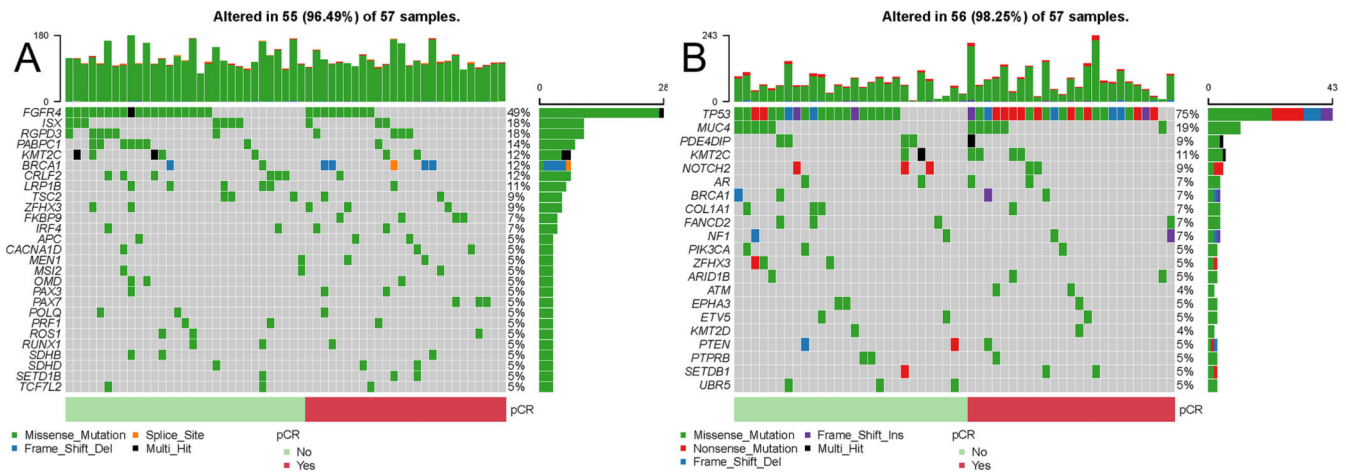 Altered in 55 (96.49%) of 57 samples.
A
180
0
0
28
FGFR4 49%
ISX 18%
RGPD3 18%
PABPC1 14%
KMT2C 12%
BRCA1 12%
CRLF2 12%
LRP1B 11%
TSC2 9%
ZFHX3 9%
FKBP9 7%
IRF4 7%
APC 5%
CACNA1D 5%
MEN1 5%
MSI2 5%
OMD 5%
PAX3 5%
PAX7 5%
POLQ 5%
PRF1 5%
ROS1 5%
RUNX1 5%
SDHB 5%
SDHD 5%
SETD1B 5%
TCF7L2 5%
pCR
Missense_Mutation Splice_Site pCR
Frame_Shift_Del Multi_Hit No
Yes
Altered in 56 (98.25%) of 57 samples.
B
243
0
0
43
TP53 75%
MUC4 19%
PDE4DIP 9%
KMT2C 11%
NOTCH2 9%
AR 7%
BRCA1 7%
COL1A1 7%
FANCD2 7%
NF1 7%
PIK3CA 5%
ZFHX3 5%
ARID1B 5%
ATM 4%
EPHA3 5%
ETV5 5%
KMT2D 4%
PTEN 5%
PTPRB 5%
SETDB1 5%
UBR5 5%
pCR
Missense_Mutation Frame_Shift_Ins pCR
Nonsense_Mutation Multi_Hit No
Frame_Shift_Del Yes